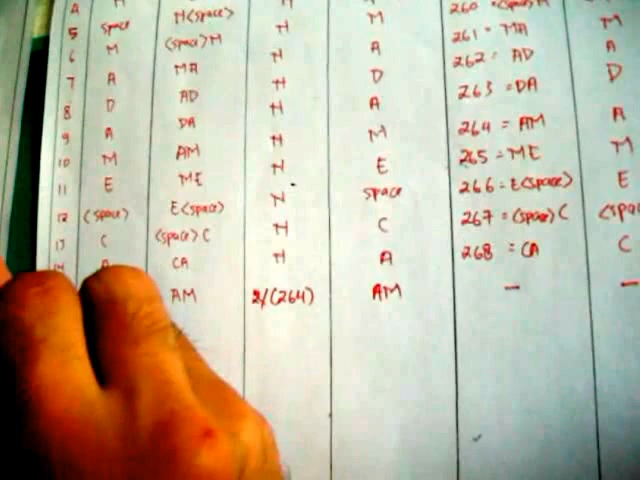 4 M 260 = (space)M
5 space N(space) N M 261 = MA M
6 M (space)M N A 262 = AD A
7 A MA N D 263 = DA D
8 D AD N A 264 = AM A
9 A DA N M 265 = ME M
10 M AM N E 266 = E(space) E
11 E ME N space 267 = (space)C
12 (space) E(space) N C 268 = CA C
13 C (space)C N A - -
14 A CA N AM
AM Y(264)